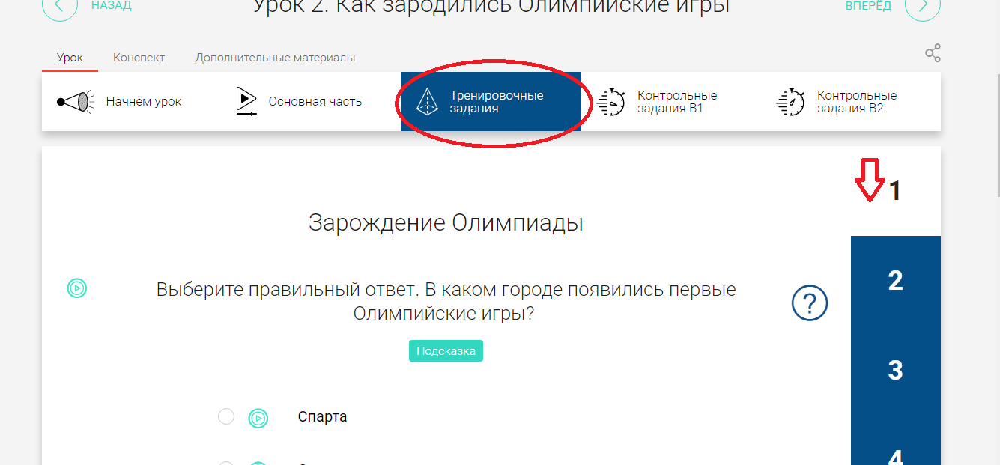 НАЗАД
Урок 2. Как зародились Олимпийские игры
ВПЕРЁД
Урок
Конспект
Дополнительные материалы
Начнём урок
Основная часть
Тренировочные
задания
Контрольные
задания В1
Контрольные
задания В2
1
Зарождение Олимпиады
2
Выберите правильный ответ. В каком городе появились первые
Олимпийские игры?
?
Подсказка
3
Спарта
4